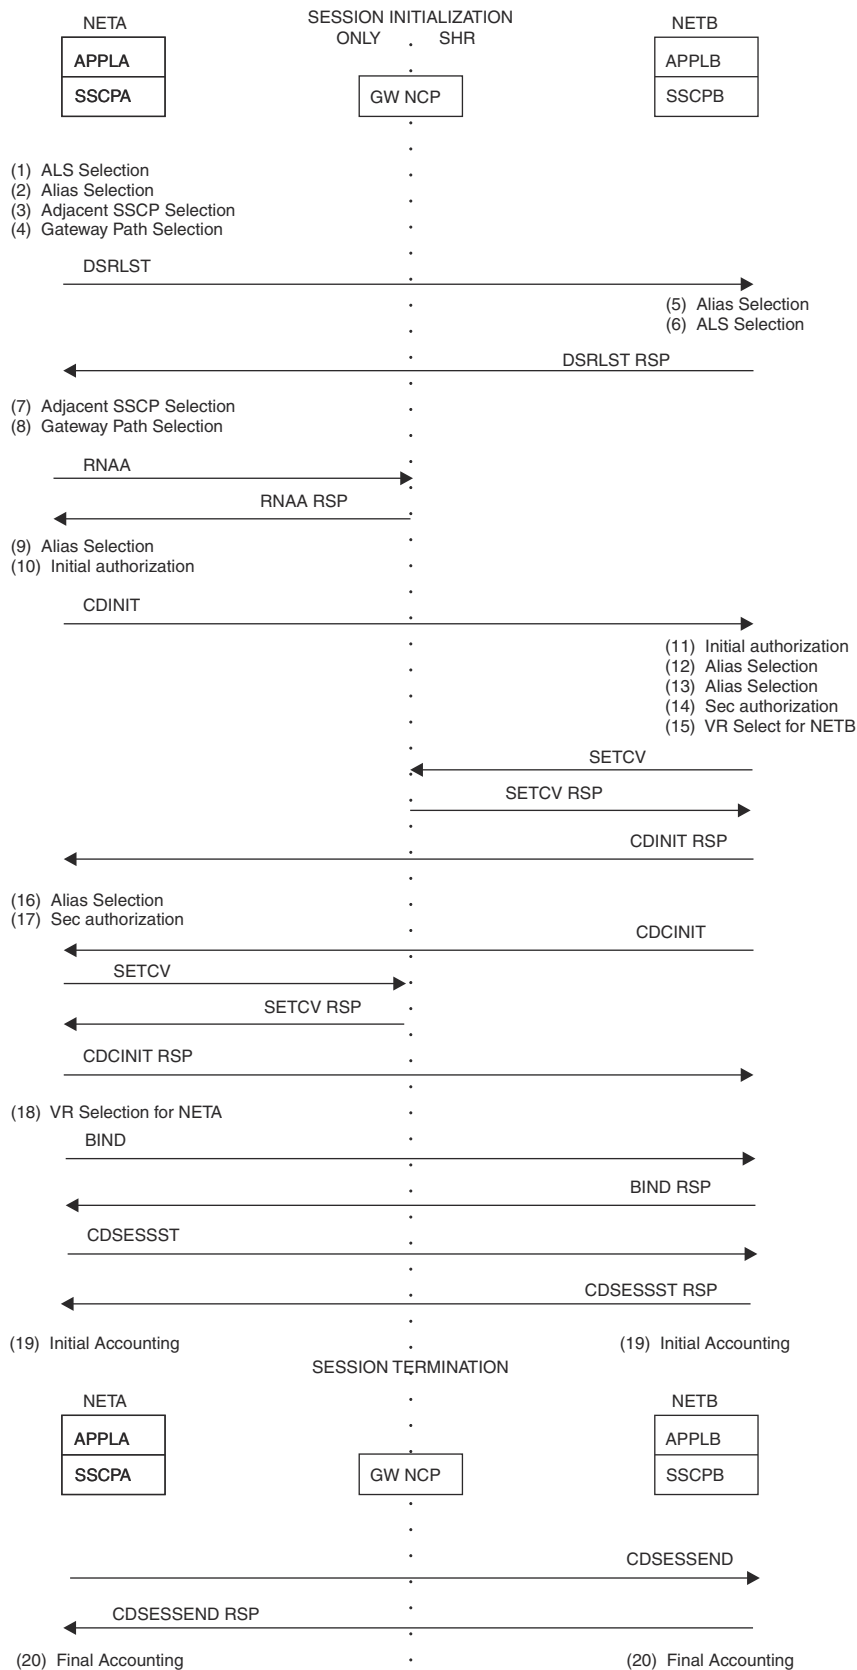 SESSION INITIALIZATION
NETA
NETB
ONLY
SHR
APPLA
APPLB
SSCPA
GW NCP
SSCPB
(1) ALS Selection
(2) Alias Selection
(3) Adjacent SSCP Selection
(4) Gateway Path Selection
DSRLST
(5) Alias Selection
(6) ALS Selection
DSRLST RSP
(7) Adjacent SSCP Selection
(8) Gateway Path Selection
RNAA
RNAA RSP
(9) Alias Selection
(10) Initial authorization
CDINIT
(11) Initial authorization
(12) Alias Selection
(13) Alias Selection
(14) Sec authorization
(15) VR Select for NETB
SETCV
SETCV RSP
CDINIT RSP
(16) Alias Selection
(17) Sec authorization
CDCINIT
SETCV
SETCV RSP
CDCINIT RSP
(18) VR Selection for NETA
BIND
BIND RSP
CDSESSST
CDSESSST RSP
(19) Initial Accounting
(19) Initial Accounting
SESSION TERMINATION
NETA
NETB
APPLA
APPLB
SSCPA
GW NCP
SSCPB
CDSESSEND
CDSESSEND RSP
(20) Final Accounting
(20) Final Accounting